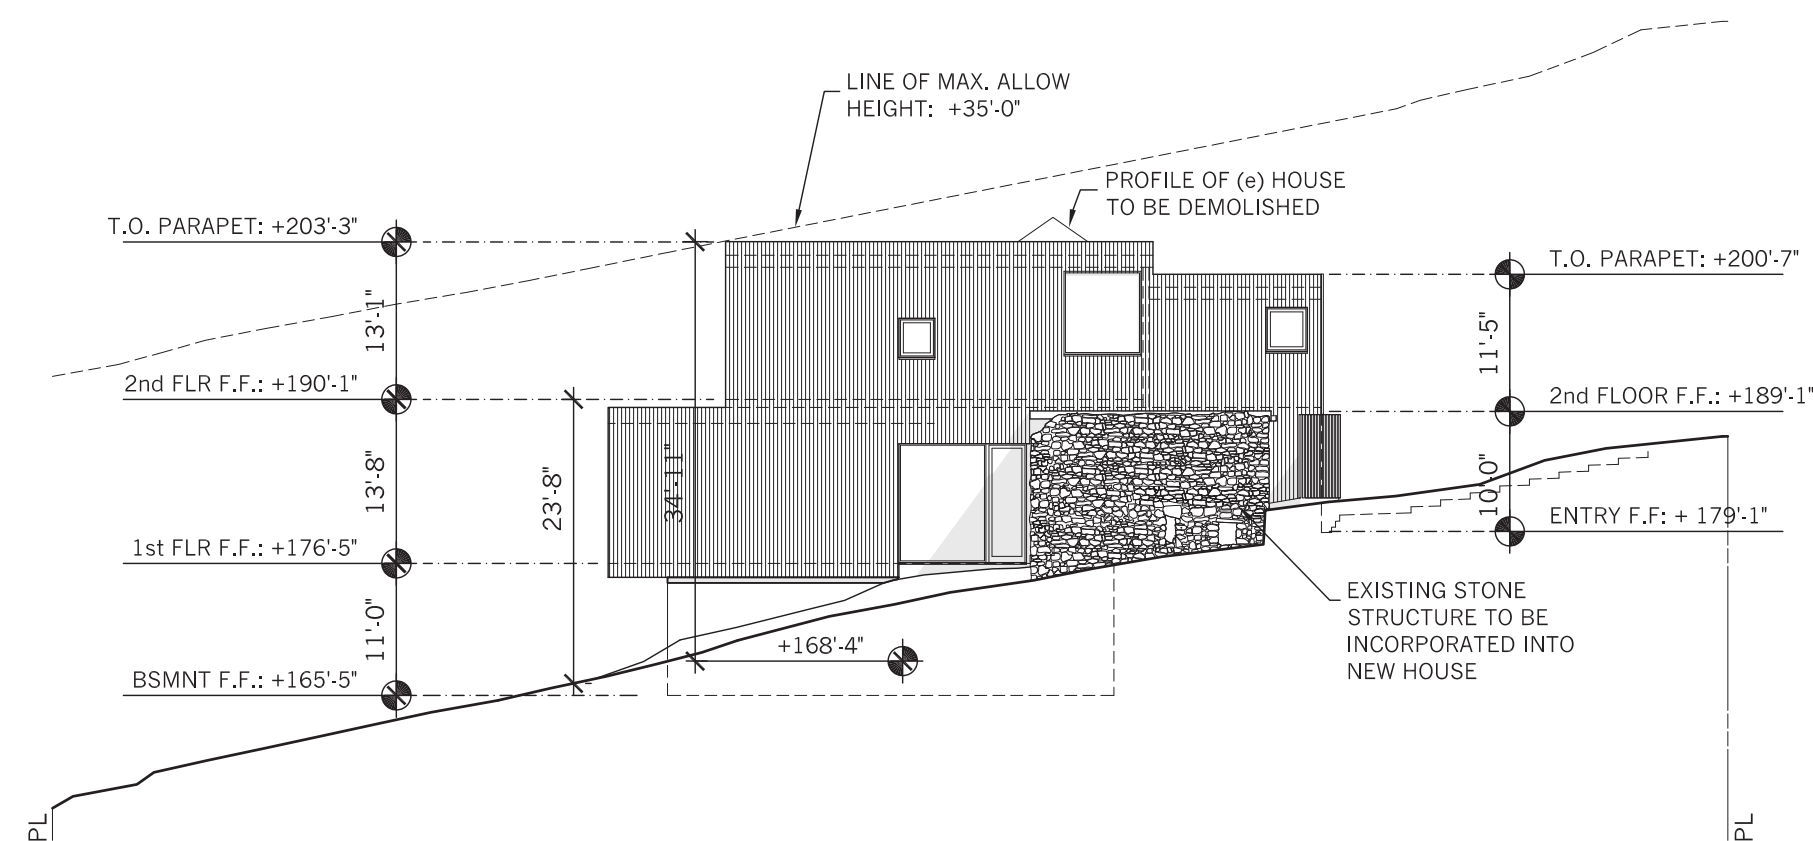 LINE OF MAX. ALLOW
HEIGHT: +35'-0"
PROFILE OF (e) HOUSE
TO BE DEMOLISHED
T.O. PARAPET: +203'-3"
T.O. PARAPET: +200'-7"
13'-1"
11'-5"
2nd FLR F.F.: +190'-1"
2nd FLOOR F.F.: +189'-1"
13'-8"
23'-8"
34'-11"
10'-0"
1st FLR F.F.: +176'-5"
ENTRY F.F: + 179'-1"
11'-0"
+168'-4"
BSMNT F.F.: +165'-5"
EXISTING STONE
STRUCTURE TO BE
INCORPORATED INTO
NEW HOUSE
PL
PL